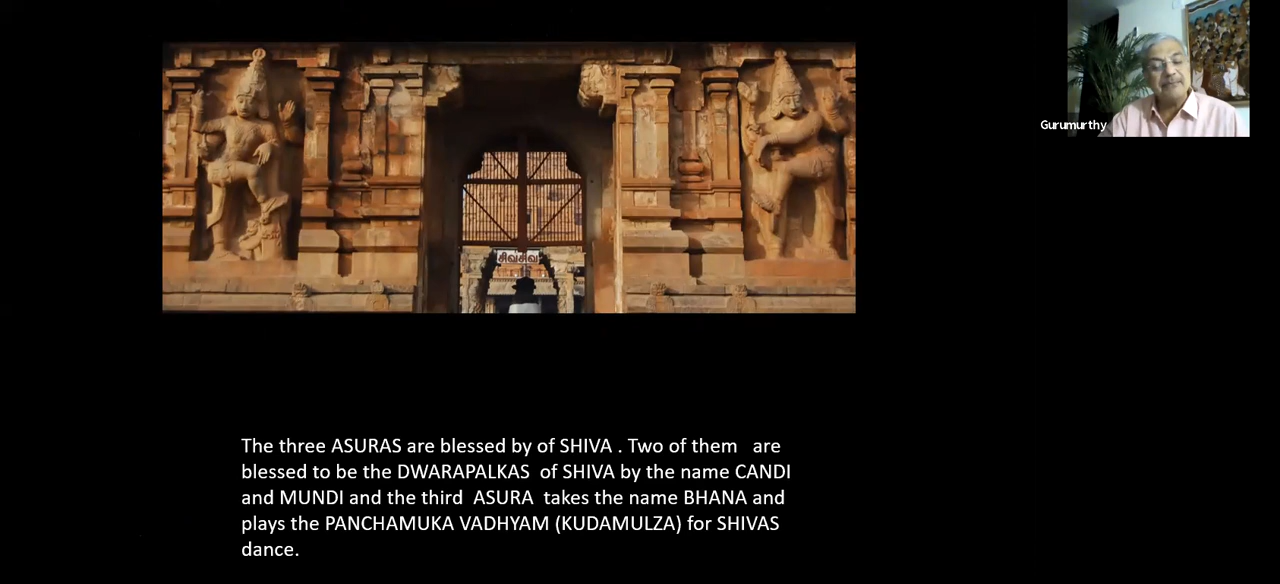 Gurumurthy
சிவசிவ
The three ASURAS are blessed by of SHIVA . Two of them are
blessed to be the DWARAPALKAS of SHIVA by the name CANDI
and MUNDI and the third ASURA takes the name BHANA and
plays the PANCHAMUKA VADHYAM (KUDAMULZA) for SHIVAS
dance.